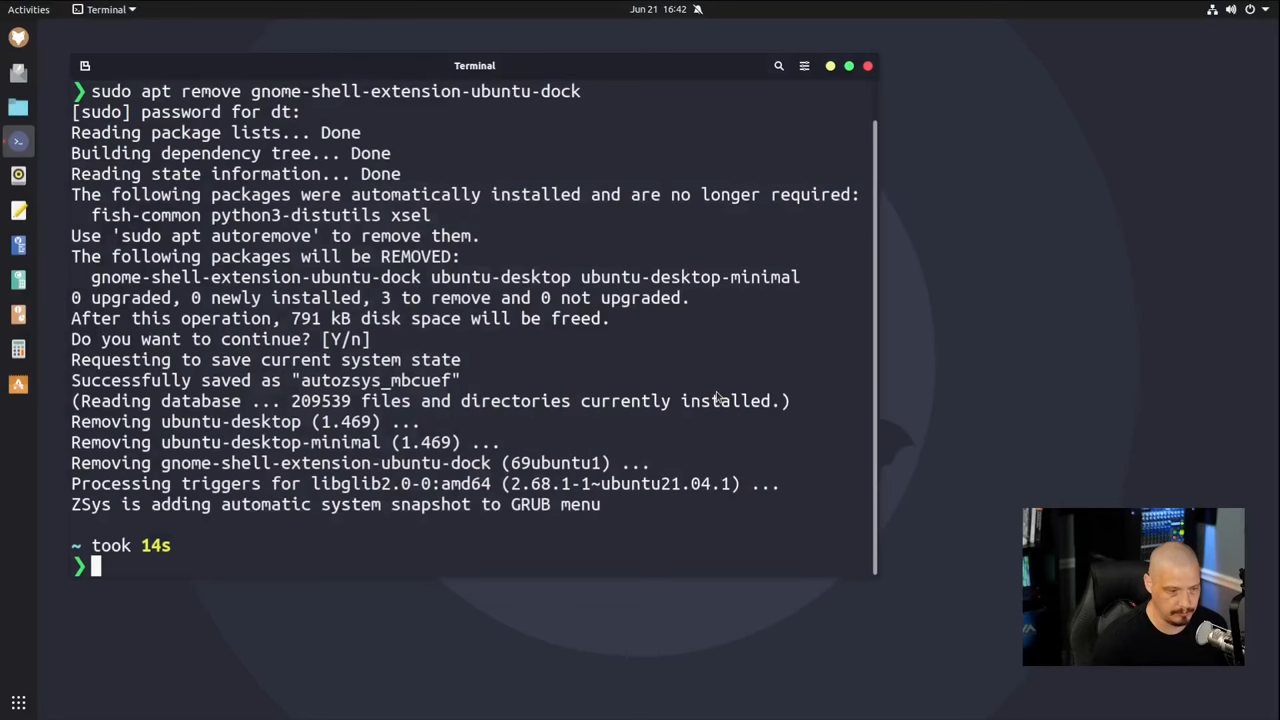 Activities
Terminal
Jun 21 16:42
Terminal
❯ sudo apt remove gnome-shell-extension-ubuntu-dock
[sudo] password for dt:
Reading package lists... Done
Building dependency tree... Done
Reading state information... Done
The following packages were automatically installed and are no longer required:
fish-common python3-distutils xsel
Use 'sudo apt autoremove' to remove them.
The following packages will be REMOVED:
gnome-shell-extension-ubuntu-dock ubuntu-desktop ubuntu-desktop-minimal
0 upgraded, 0 newly installed, 3 to remove and 0 not upgraded.
After this operation, 791 kB disk space will be freed.
Do you want to continue? [Y/n]
Requesting to save current system state
Successfully saved as "autozsys_mbcuef"
(Reading database ... 209539 files and directories currently installed.)
Removing ubuntu-desktop (1.469) ...
Removing ubuntu-desktop-minimal (1.469) ...
Removing gnome-shell-extension-ubuntu-dock (69ubuntu1) ...
Processing triggers for libglib2.0-0:amd64 (2.68.1-1~ubuntu21.04.1) ...
ZSys is adding automatic system snapshot to GRUB menu
~ took 14s
❯